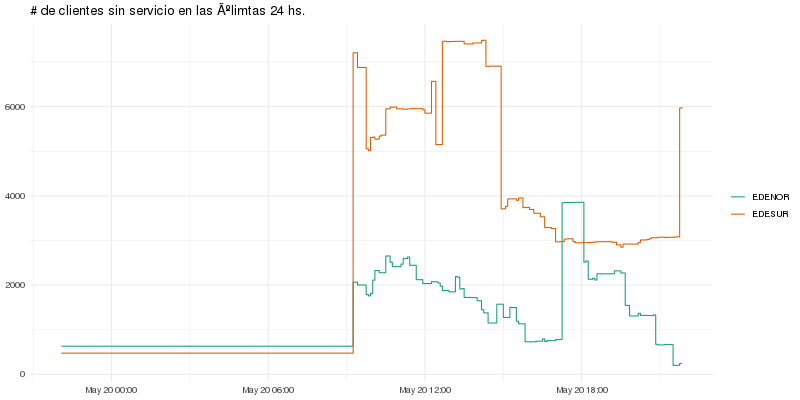 # de clientes sin servicio en las Ãºlimtas 24 hs.
6000
4000
2000
0
May 20 00:00
May 20 06:00
May 20 12:00
May 20 18:00
EDENOR
EDESUR